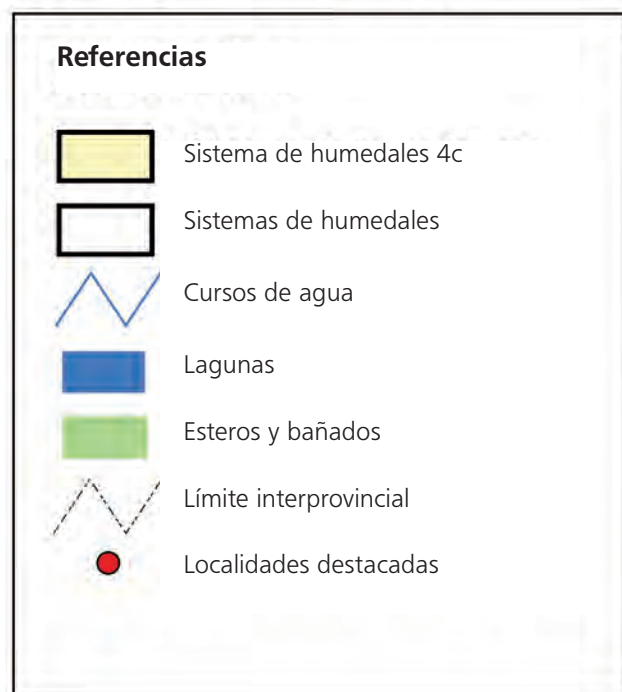 Referencias
Sistema de humedales 4c
Sistemas de humedales
Cursos de agua
Lagunas
Esteros y bañados
Límite interprovincial
Localidades destacadas